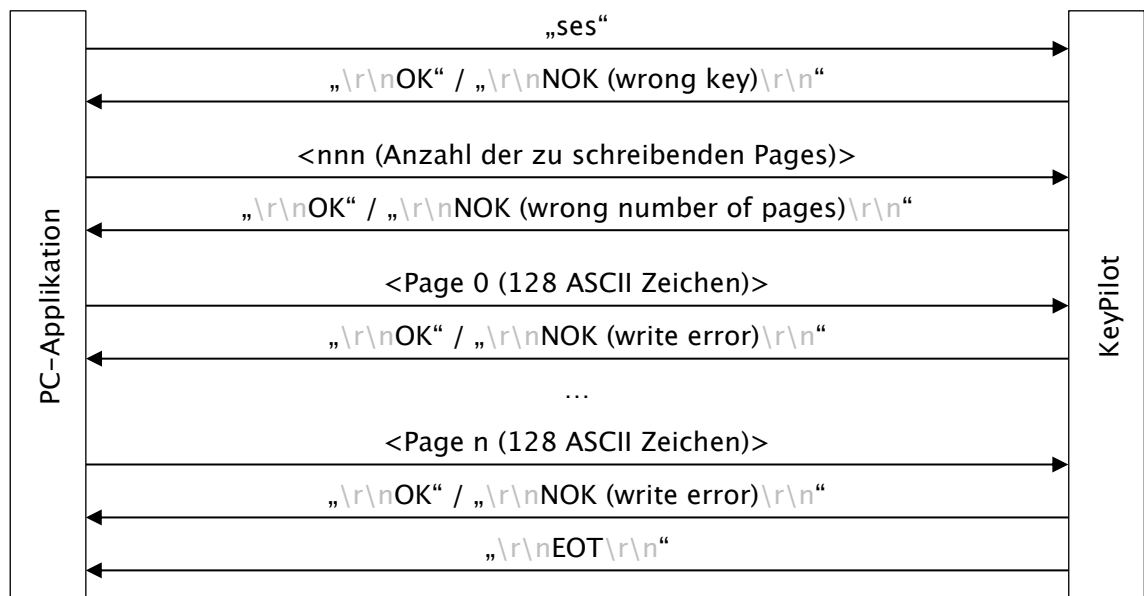 „ses“
„\r\nOK“ / „\r\nNOK (wrong key)\r\n“
<nnn (Anzahl der zu schreibenden Pages)>
„\r\nOK“ / „\r\nNOK (wrong number of pages)\r\n“
<Page 0 (128 ASCII Zeichen)>
„\r\nOK“ / „\r\nNOK (write error)\r\n“
…
<Page n (128 ASCII Zeichen)>
„\r\nOK“ / „\r\nNOK (write error)\r\n“
„\r\nEOT\r\n“
PC-Applikation
KeyPilot